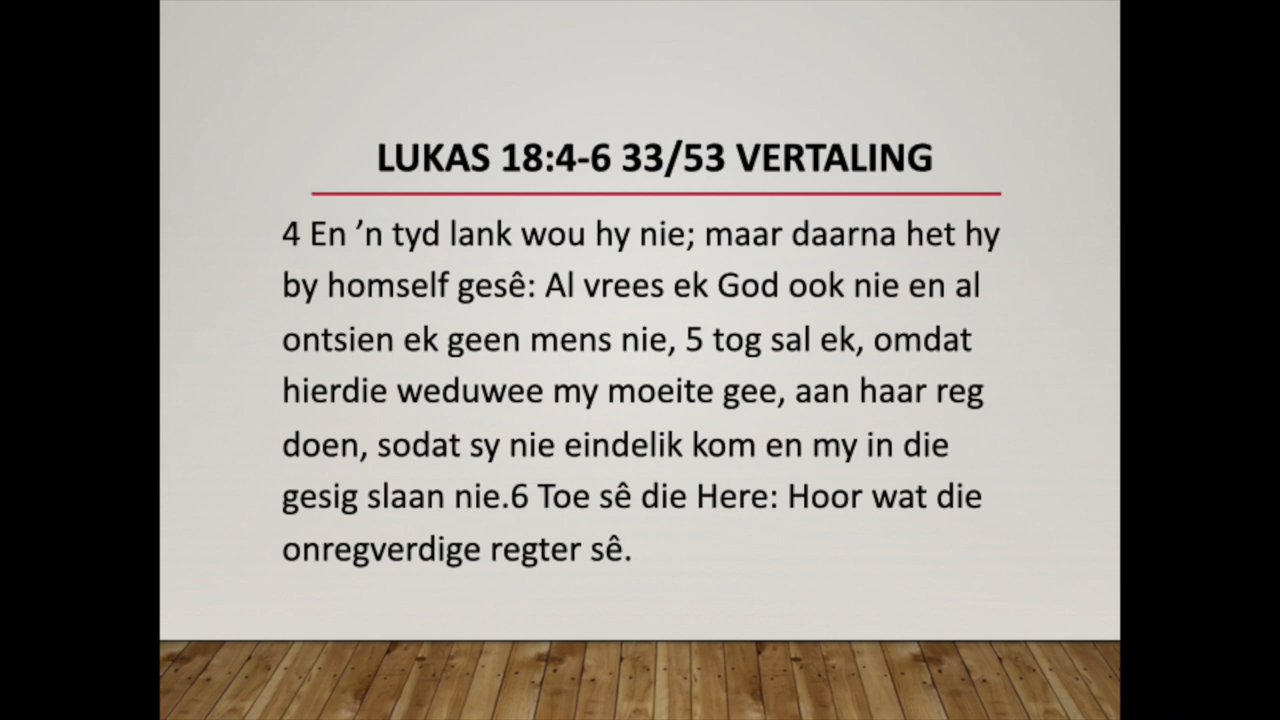 LUKAS 18:4-6 33/53 VERTALING
4 En ’n tyd lank wou hy nie; maar daarna het hy
by homself gesê: Al vrees ek God ook nie en al
ontsien ek geen mens nie, 5 tog sal ek, omdat
hierdie weduwee my moeite gee, aan haar reg
doen, sodat sy nie eindelik kom en my in die
gesig slaan nie.6 Toe sê die Here: Hoor wat die
onregverdige regter sê.